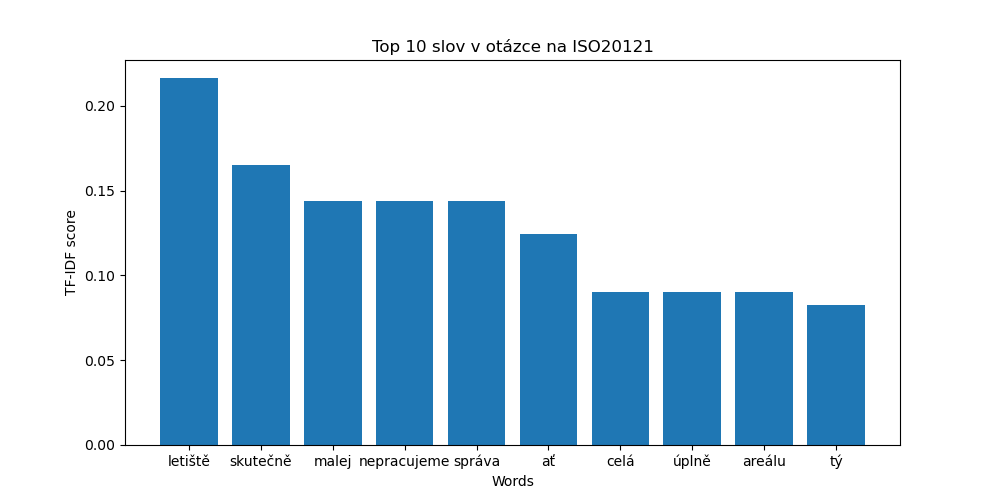 Top 10 slov v otázce na ISO20121
TF-IDF score
0.20
0.15
0.10
0.05
0.00
letiště skutečně malej nepracujeme správa ať celá úplně areálu tý
Words